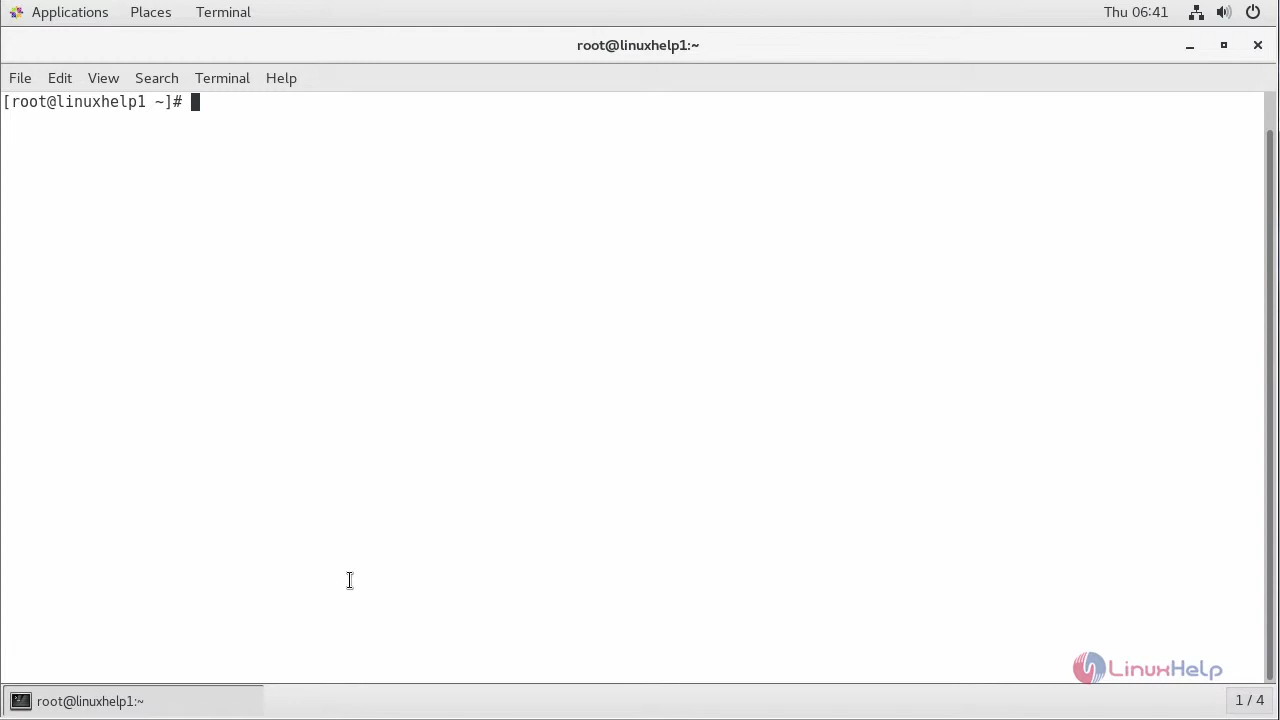 Applications Places Terminal Thu 06:41
root@linuxhelp1:~
File Edit View Search Terminal Help
[root@linuxhelp1 ~]#
LinuxHelp
root@linuxhelp1:~ 1 / 4